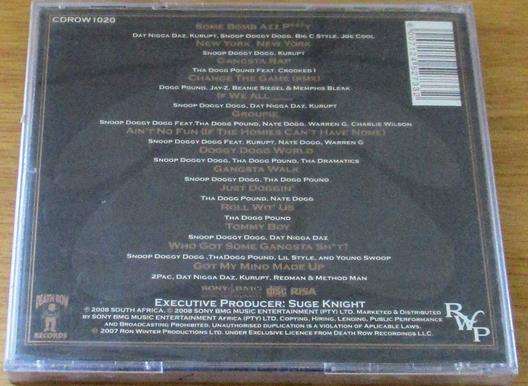 CDROW1020
SOME BOMB AZZ P***Y
DAT NIGGA DAZ, KURUPT, SNOOP DOGGY DOGG, BIG C STYLE, JOE COOL
NEW YORK, NEW YORK
SNOOP DOGGY DOGG, KURUPT
GANGSTA RAP
THA DOGG POUND FEAT. CROOKED I
CHANGE THE GAME (RMX)
DOGG POUND, JAY-Z, BEANIE SIEGEL & MEMPHIS BLEAK
IF WE ALL
SNOOP DOGGY DOGG, DAT NIGGA DAZ, KURUPT
GROUPIE
SNOOP DOGGY DOGG FEAT. THA DOGG POUND, NATE DOGG, WARREN G, CHARLIE WILSON
AIN'T NO FUN (IF THE HOMIES CAN'T HAVE NONE)
SNOOP DOGGY DOGG FEAT. KURUPT, NATE DOGG, WARREN G
DOGGY DOGG WORLD
SNOOP DOGGY DOGG, THA DOGG POUND, THA DRAMATICS
GANGSTA WALK
SNOOP DOGGY DOGG, THA DOGG POUND
JUST DOGGIN'
THA DOGG POUND, NATE DOGG
ROLL WIT' US
THA DOGG POUND
TOMMY BOY
SNOOP DOGGY DOGG, DAT NIGGA DAZ
WHO GOT SOME GANGSTA SH*T?
SNOOP DOGGY DOGG, THADOGG POUND, LIL STYLE, AND YOUNG SWOOP
GOT MY MIND MADE UP
2PAC, DAT NIGGA DAZ, KURUPT, REDMAN & METHOD MAN
SONY BMG disc RISA
EXECUTIVE PRODUCER: SUGE KNIGHT
DEATH ROW RECORDS
RWP
℗ 2008 SOUTH AFRICA. © 2008 SONY BMG MUSIC ENTERTAINMENT (PTY) LTD. MARKETED & DISTRIBUTED
BY SONY BMG MUSIC ENTERTAINMENT AFRICA (PTY) LTD, COPYING, HIRING, LENDING, PUBLIC PERFORMANCE
AND BROADCASTING PROHIBITED. UNAUTHORISED DUPLICATION IS A VIOLATION OF APLICABLE LAWS.
℗ 2007 RON WINTER PRODUCTIONS LTD. UNDER EXCLUSIVE LICENCE FROM DEATH ROW RECORDINGS LLC.